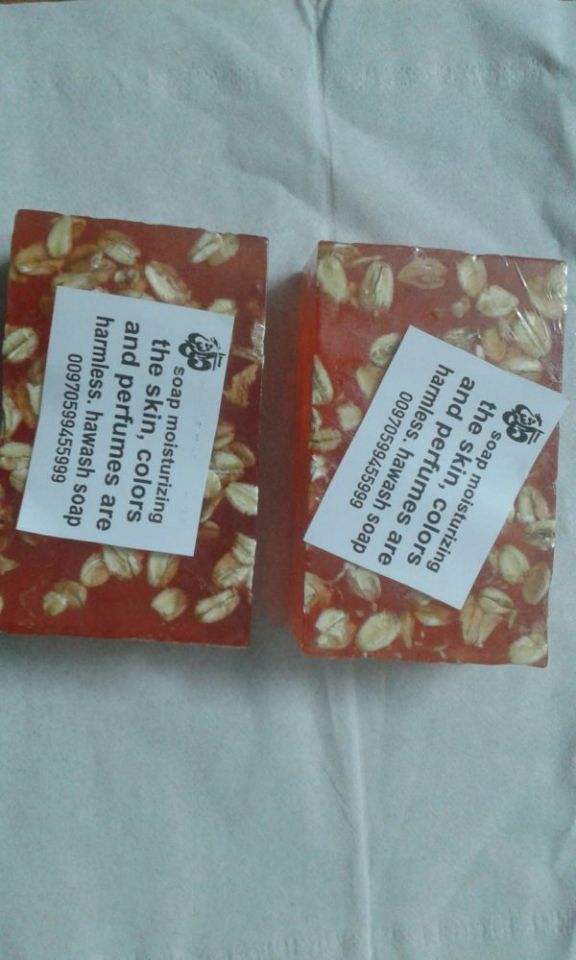 soap moisturizing
the skin, colors
and perfumes are
harmless. hawash soap
00970599455999
soap moisturizing
the skin, colors
and perfumes are
harmless. hawash soap
00970599455999